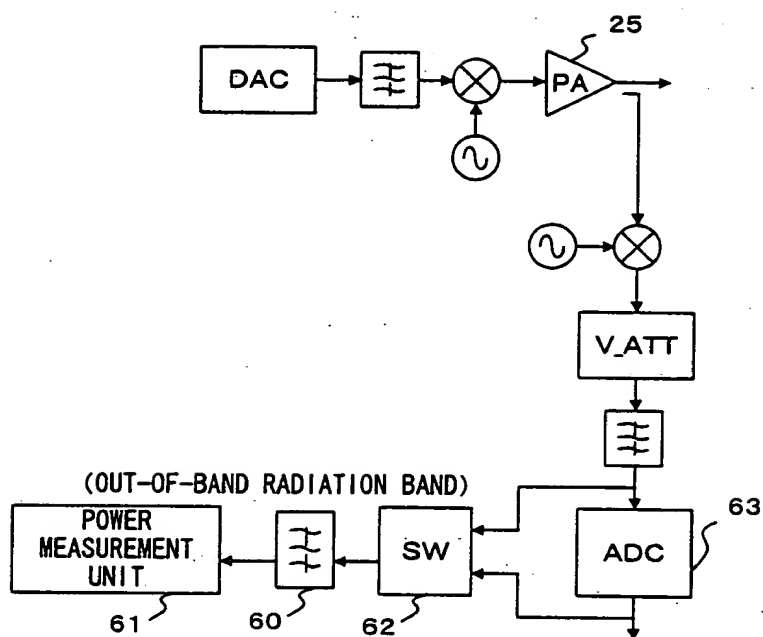 25
DAC
PA
V_ATT
(OUT-OF-BAND RADIATION BAND)
POWER
MEASUREMENT
UNIT
SW
ADC
63
61
60
62